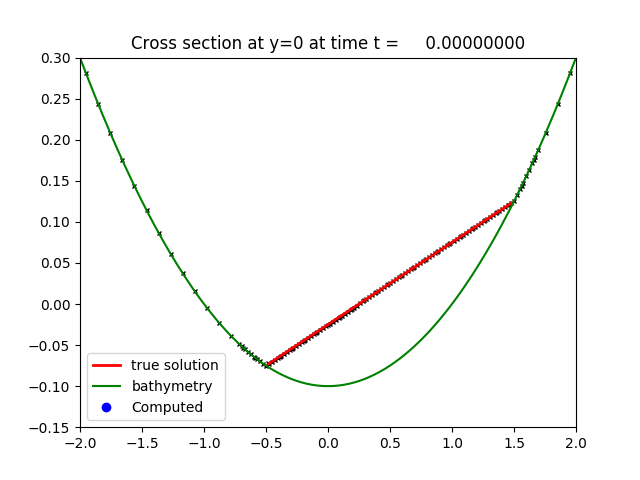 Cross section at y=0 at time t = 0.00000000
0.30
0.25
0.20
0.15
0.10
0.05
0.00
−0.05
−0.10
−0.15
true solution
bathymetry
Computed
−2.0 −1.5 −1.0 −0.5 0.0 0.5 1.0 1.5 2.0